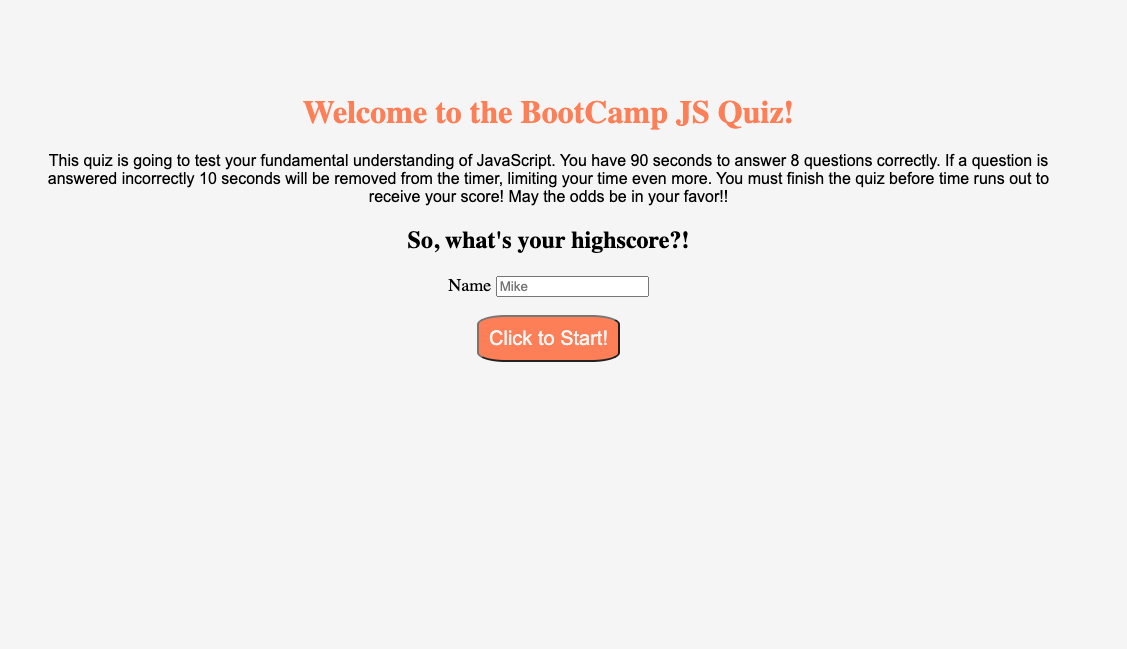 Welcome to the BootCamp JS Quiz!
This quiz is going to test your fundamental understanding of JavaScript. You have 90 seconds to answer 8 questions correctly. If a question is
answered incorrectly 10 seconds will be removed from the timer, limiting your time even more. You must finish the quiz before time runs out to
receive your score! May the odds be in your favor!!
So, what's your highscore?!
Name Mike
Click to Start!